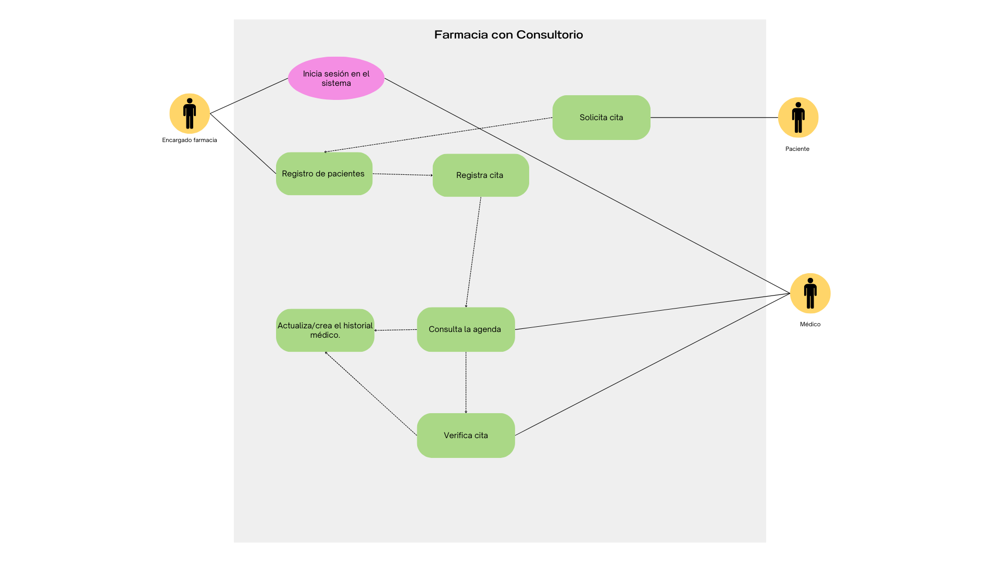 Farmacia con Consultorio
Inicia sesión en el
sistema
Solicita cita
Encargado farmacia
Paciente
Registro de pacientes
Registra cita
Actualiza/crea el historial
médico.
Consulta la agenda
Médico
Verifica cita